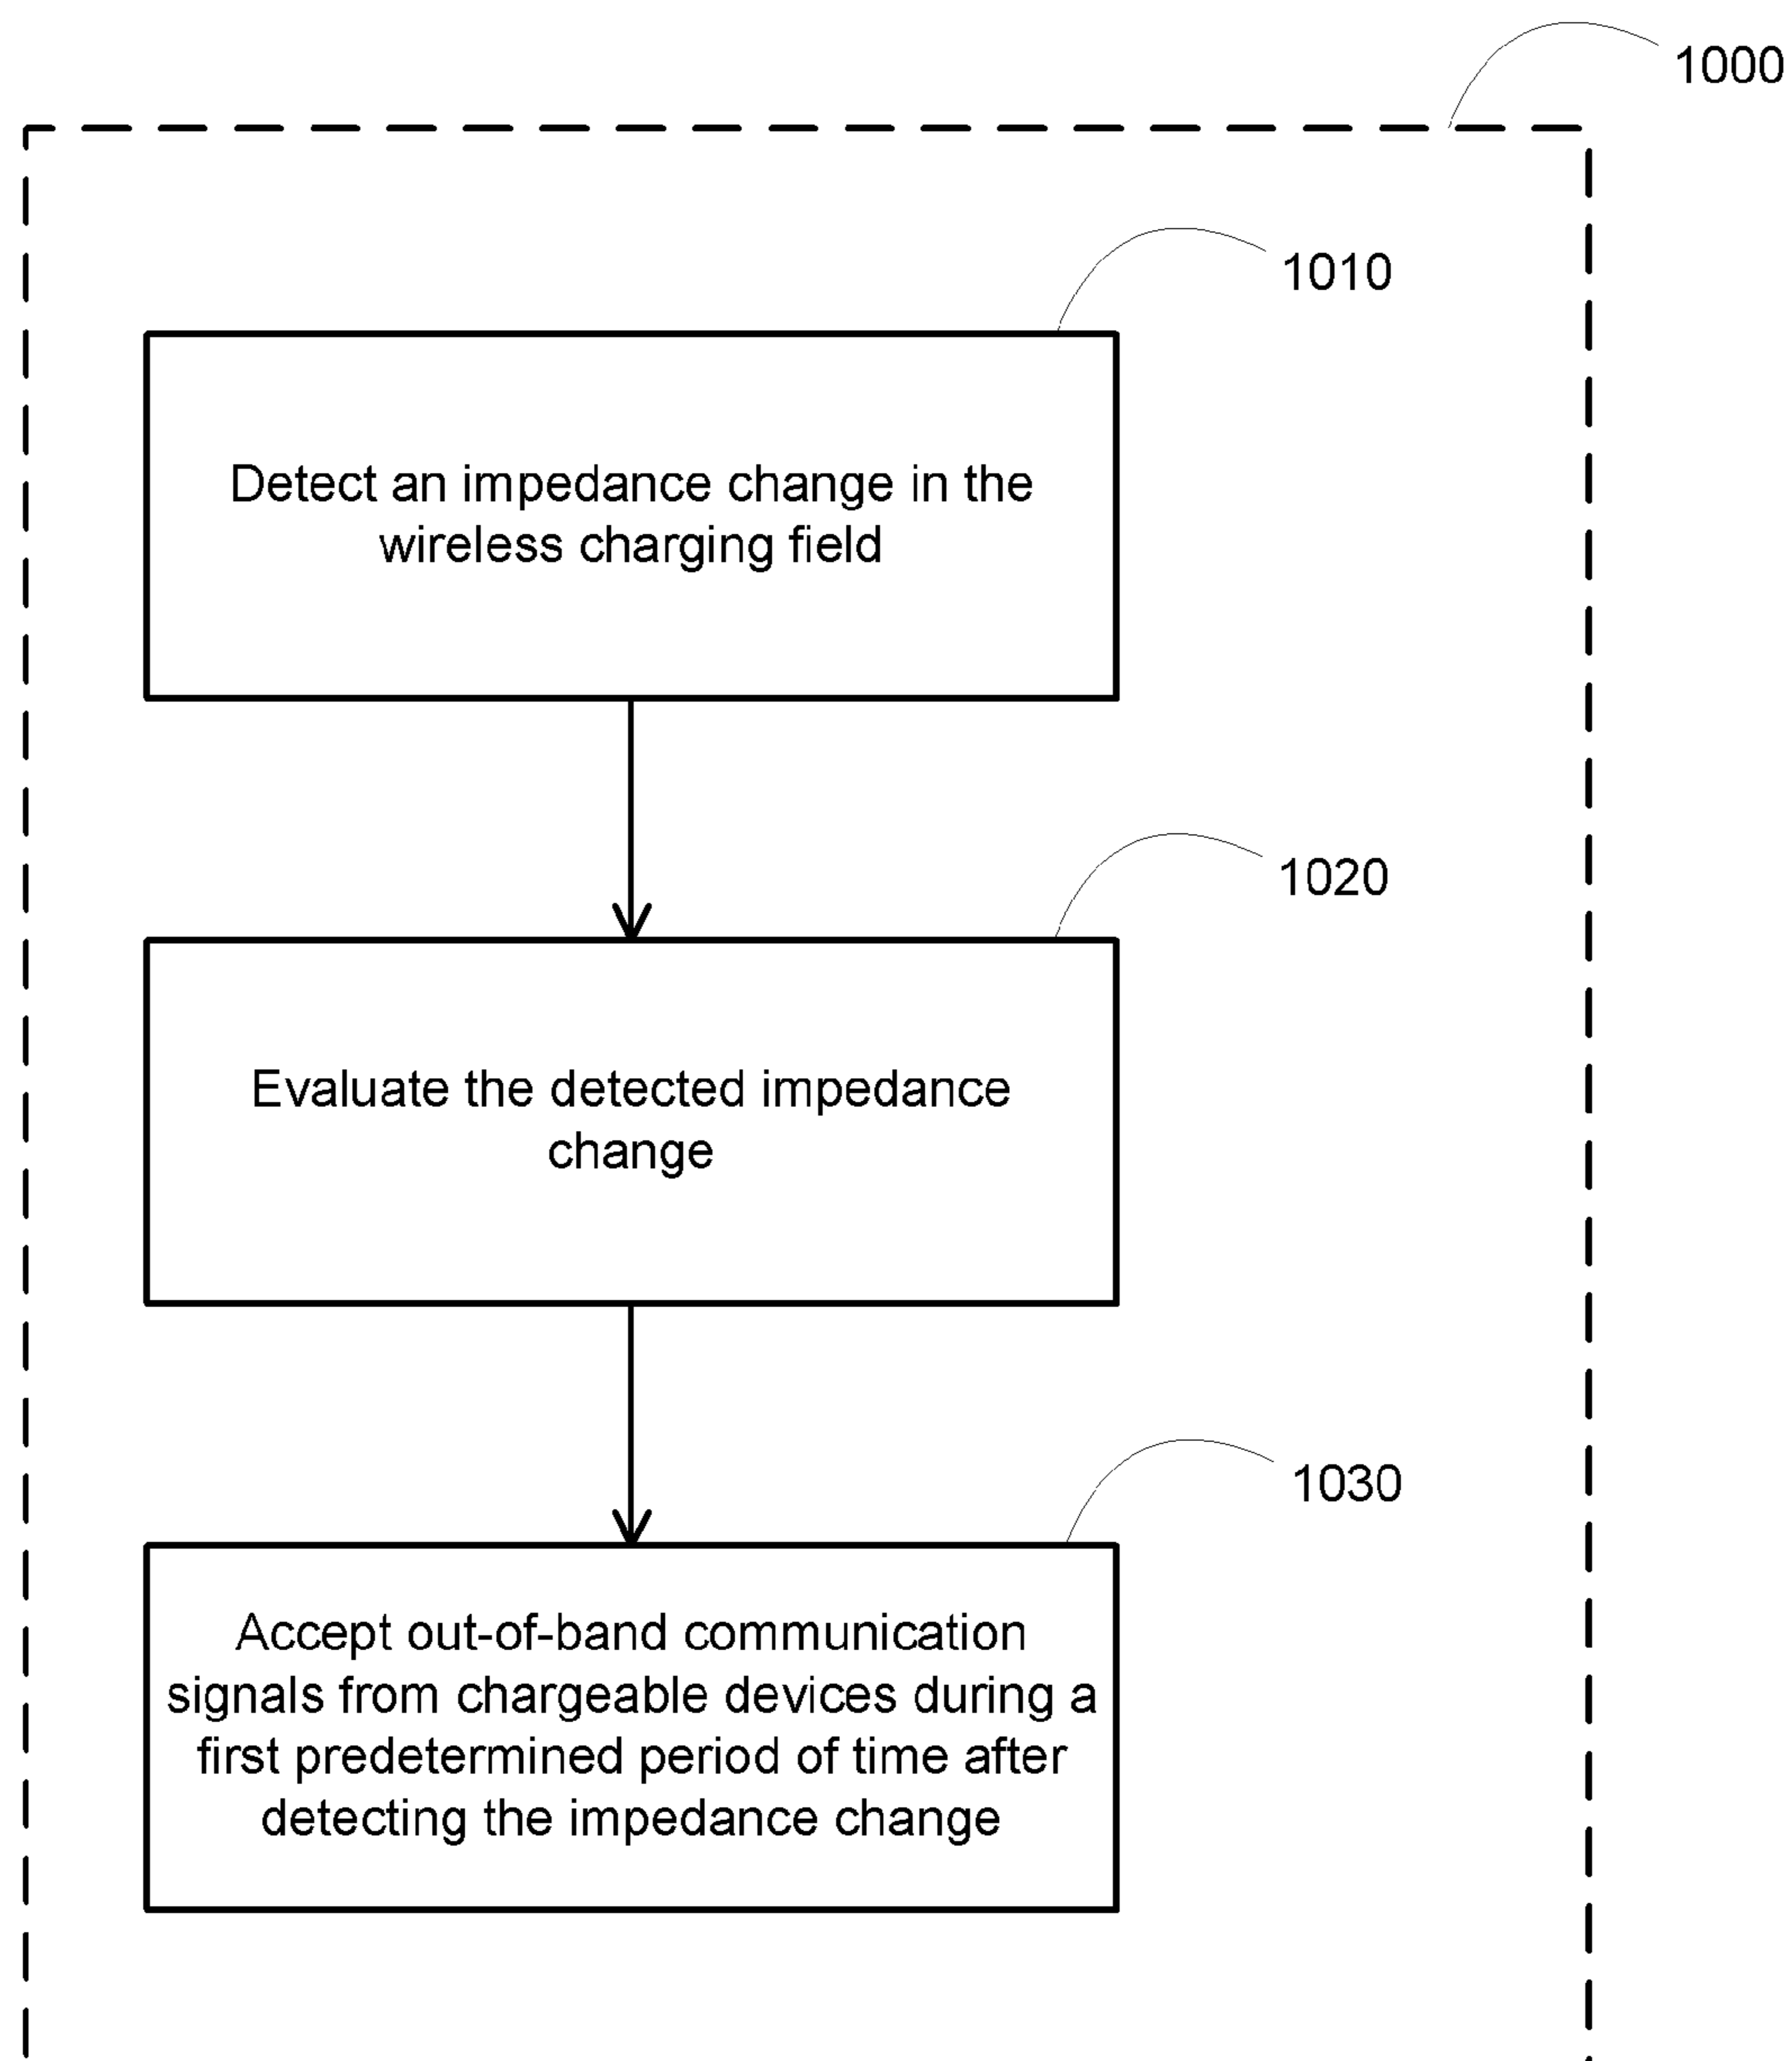 1000
1010
Detect an impedance change in the
wireless charging field
1020
Evaluate the detected impedance
change
1030
Accept out-of-band communication
signals from chargeable devices during a
first predetermined period of time after
detecting the impedance change